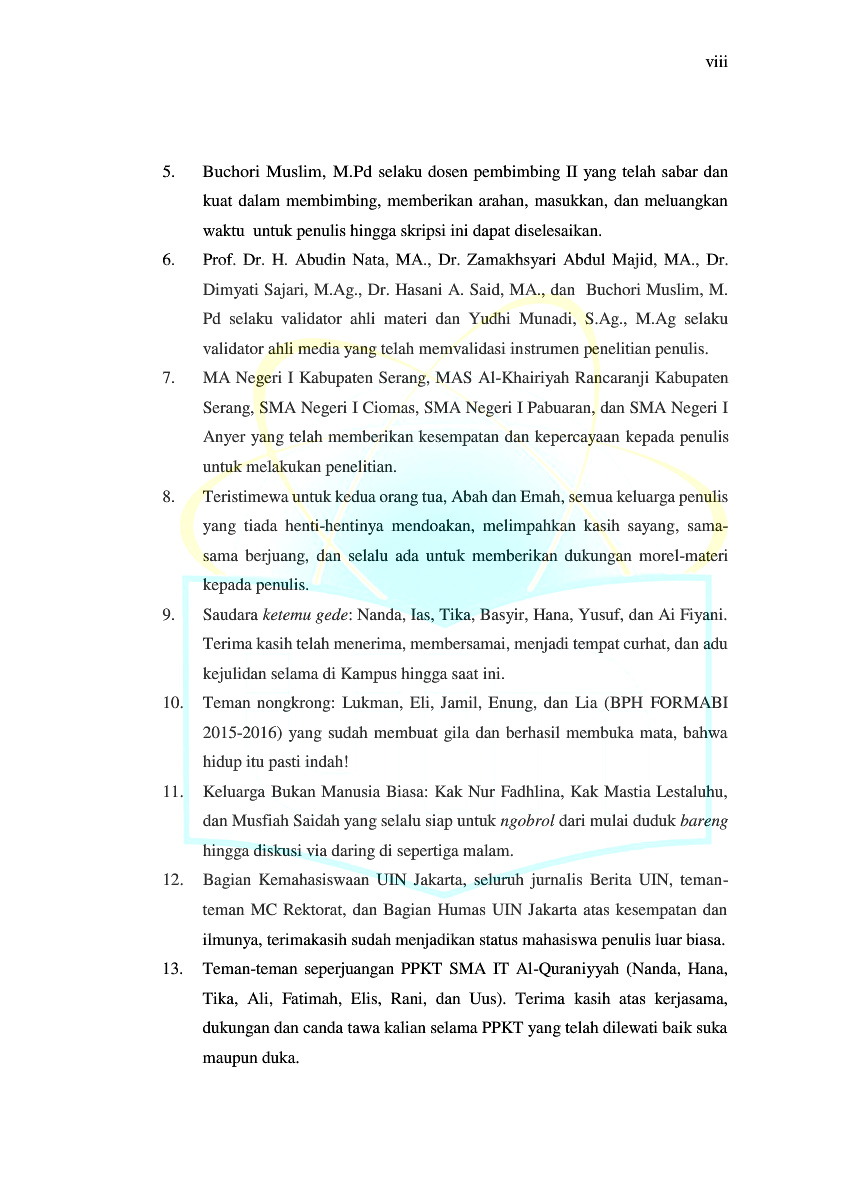 viii
5. Buchori Muslim, M.Pd selaku dosen pembimbing II yang telah sabar dan
kuat dalam membimbing, memberikan arahan, masukkan, dan meluangkan
waktu untuk penulis hingga skripsi ini dapat diselesaikan.
6. Prof. Dr. H. Abudin Nata, MA., Dr. Zamakhsyari Abdul Majid, MA., Dr.
Dimyati Sajari, M.Ag., Dr. Hasani A. Said, MA., dan Buchori Muslim, M.
Pd selaku validator ahli materi dan Yudhi Munadi, S.Ag., M.Ag selaku
validator ahli media yang telah memvalidasi instrumen penelitian penulis.
7. MA Negeri I Kabupaten Serang, MAS Al-Khairiyah Rancaranji Kabupaten
Serang, SMA Negeri I Ciomas, SMA Negeri I Pabuaran, dan SMA Negeri I
Anyer yang telah memberikan kesempatan dan kepercayaan kepada penulis
untuk melakukan penelitian.
8. Teristimewa untuk kedua orang tua, Abah dan Emah, semua keluarga penulis
yang tiada henti-hentinya mendoakan, melimpahkan kasih sayang, sama-
sama berjuang, dan selalu ada untuk memberikan dukungan morel-materi
kepada penulis.
9. Saudara ketemu gede: Nanda, Ias, Tika, Basyir, Hana, Yusuf, dan Ai Fiyani.
Terima kasih telah menerima, membersamai, menjadi tempat curhat, dan adu
kejulidan selama di Kampus hingga saat ini.
10. Teman nongkrong: Lukman, Eli, Jamil, Enung, dan Lia (BPH FORMABI
2015-2016) yang sudah membuat gila dan berhasil membuka mata, bahwa
hidup itu pasti indah!
11. Keluarga Bukan Manusia Biasa: Kak Nur Fadhlina, Kak Mastia Lestaluhu,
dan Musfiah Saidah yang selalu siap untuk ngobrol dari mulai duduk bareng
hingga diskusi via daring di sepertiga malam.
12. Bagian Kemahasiswaan UIN Jakarta, seluruh jurnalis Berita UIN, teman-
teman MC Rektorat, dan Bagian Humas UIN Jakarta atas kesempatan dan
ilmunya, terimakasih sudah menjadikan status mahasiswa penulis luar biasa.
13. Teman-teman seperjuangan PPKT SMA IT Al-Quraniyyah (Nanda, Hana,
Tika, Ali, Fatimah, Elis, Rani, dan Uus). Terima kasih atas kerjasama,
dukungan dan canda tawa kalian selama PPKT yang telah dilewati baik suka
maupun duka.